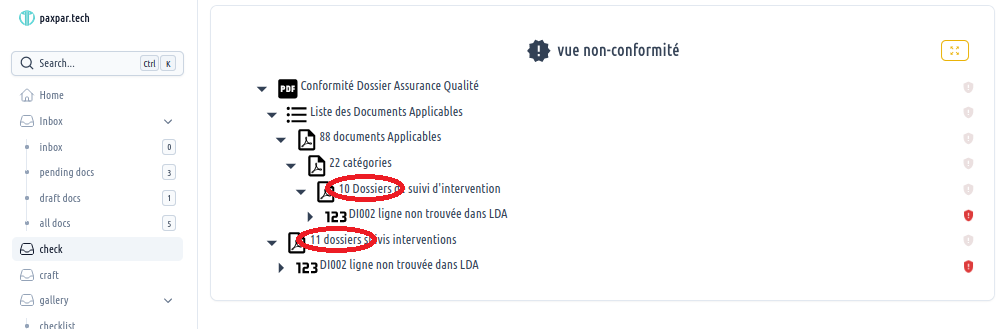 paxpar.tech
Search... Ctrl K
Home
Inbox
inbox 0
pending docs 3
draft docs 1
all docs 5
check
craft
gallery
checklist
vue non-conformité
PDF Conformité Dossier Assurance Qualité
Liste des Documents Applicables
88 documents Applicables
22 catégories
10 Dossiers de suivi d'intervention
123 DI002 ligne non trouvée dans LDA
11 dossiers suivis interventions
123 DI002 ligne non trouvée dans LDA